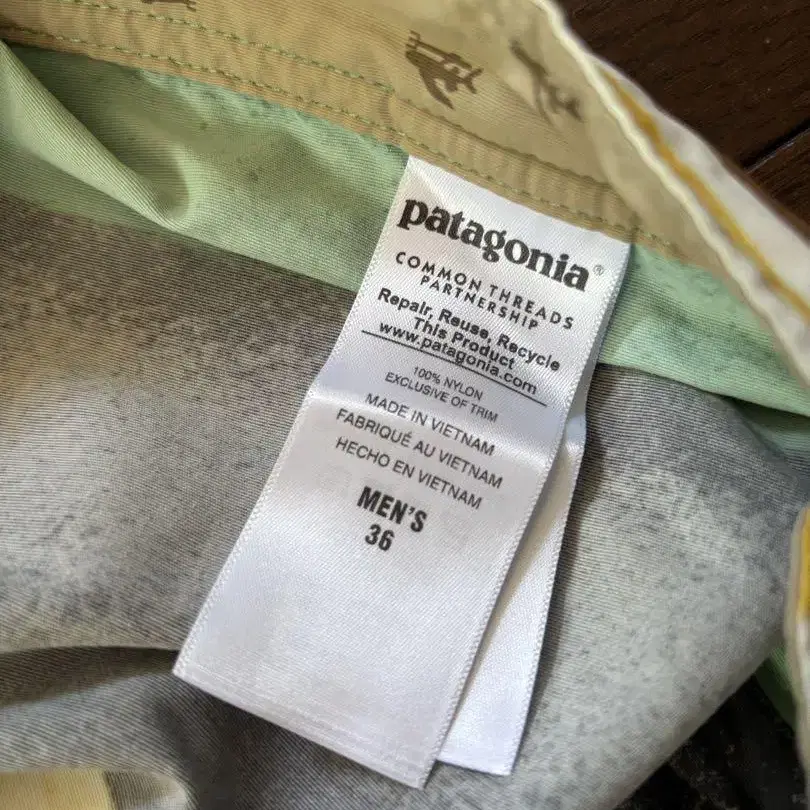 patagonia®
COMMON THREADS
PARTNERSHIP
Repair, Reuse, Recycle
This Product
www.patagonia.com
100% NYLON
EXCLUSIVE OF TRIM
MADE IN VIETNAM
FABRIQUÉ AU VIETNAM
HECHO EN VIETNAM
MEN'S
36